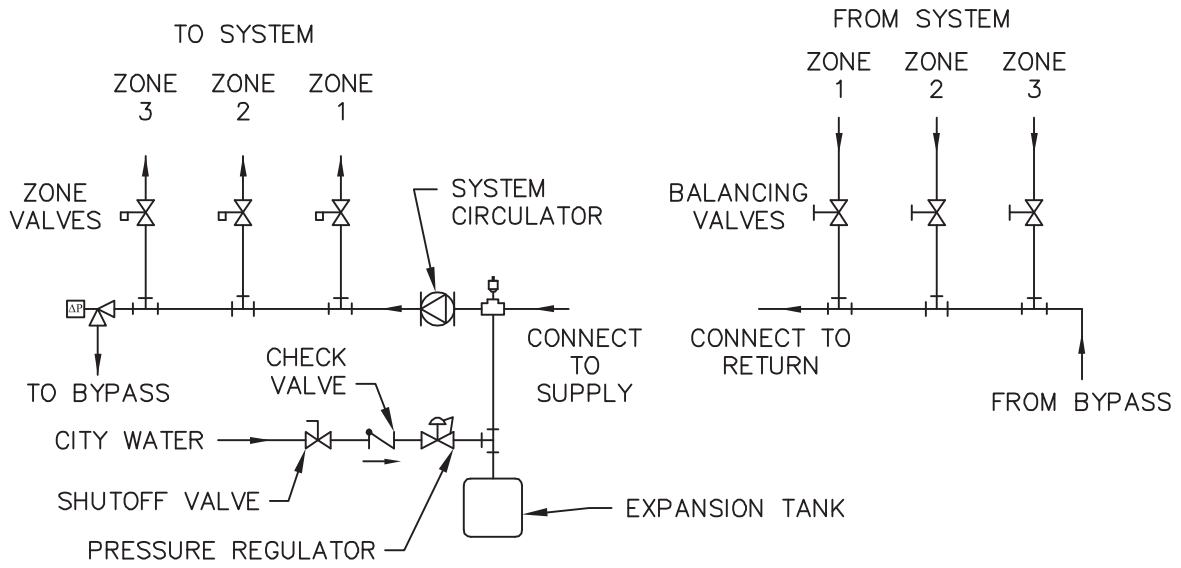 TO SYSTEM
ZONE
3
ZONE
2
ZONE
1
ZONE
VALVES
SYSTEM
CIRCULATOR
ΔP
TO BYPASS
CONNECT
TO
SUPPLY
CHECK
VALVE
CITY WATER
SHUTOFF VALVE
PRESSURE REGULATOR
EXPANSION TANK
FROM SYSTEM
ZONE
1
ZONE
2
ZONE
3
BALANCING
VALVES
CONNECT TO
RETURN
FROM BYPASS